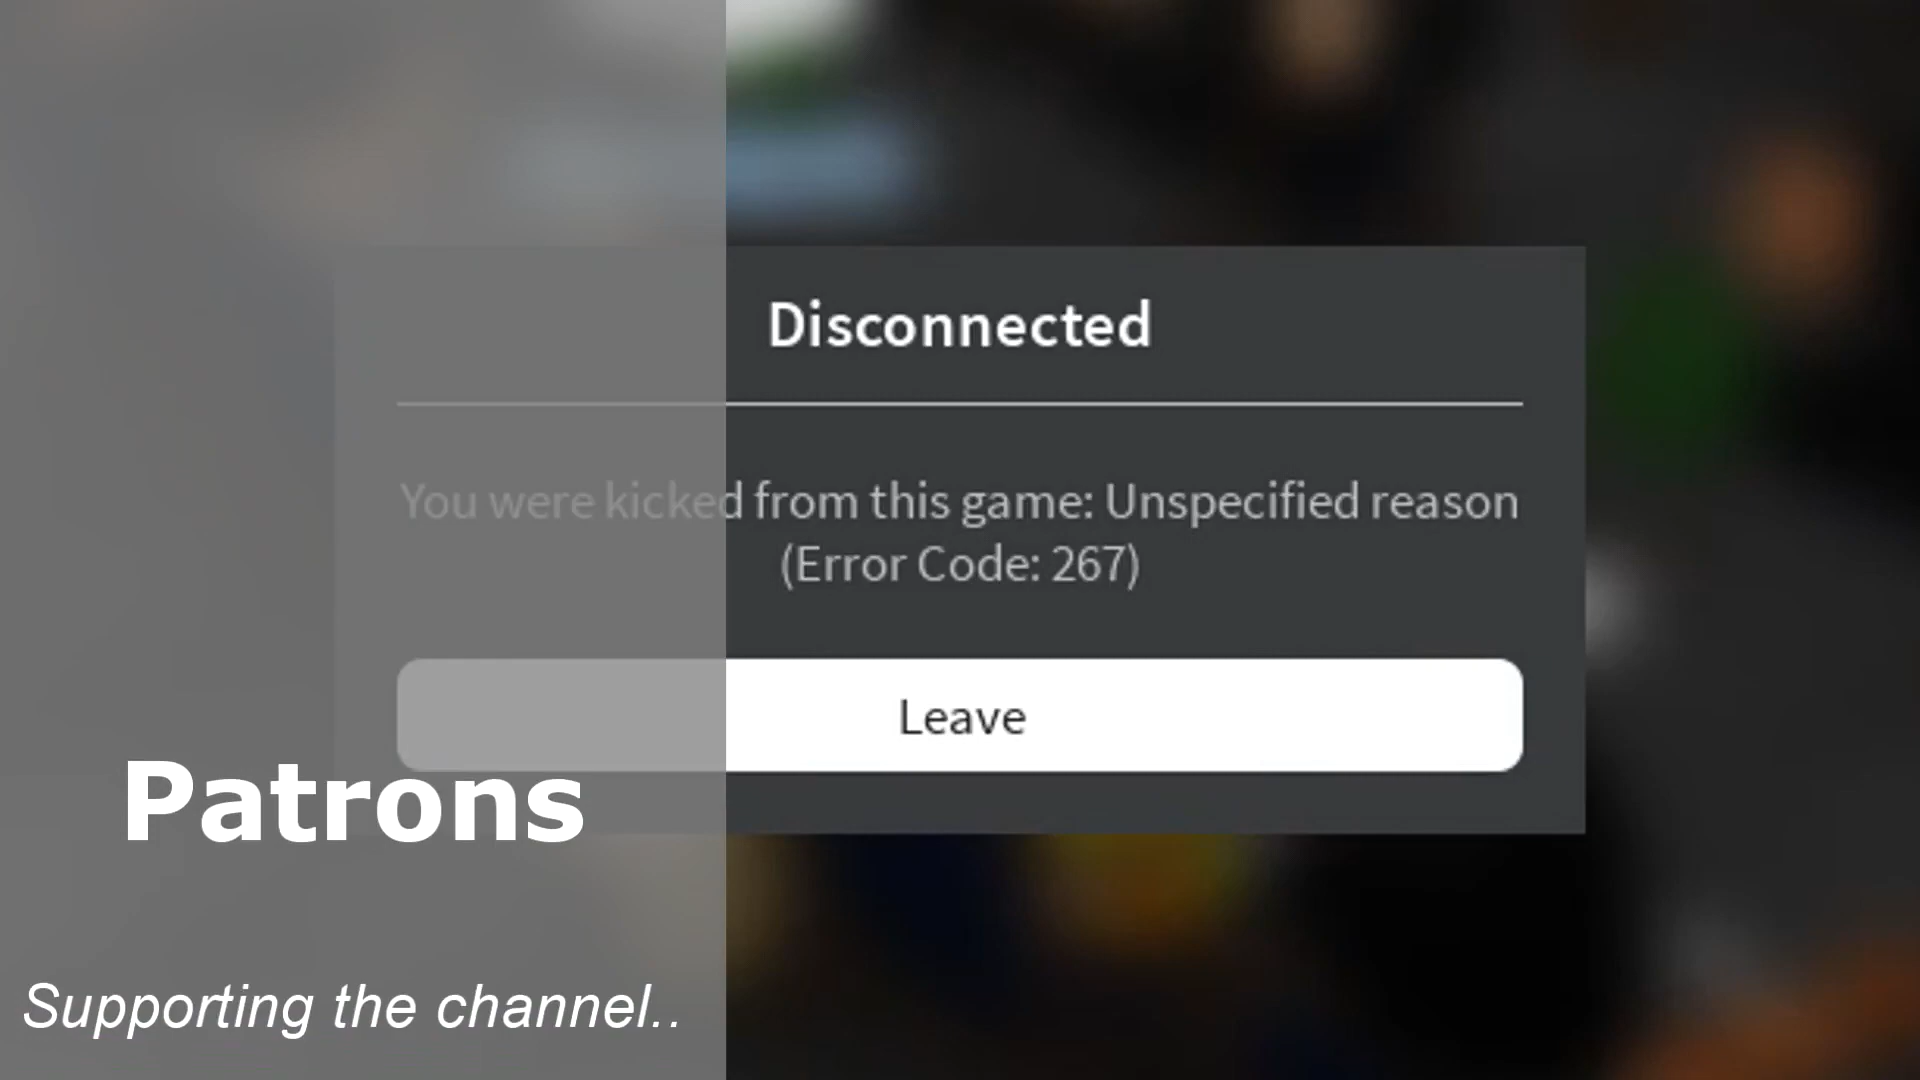 Disconnected
You were kicked from this game: Unspecified reason
(Error Code: 267)
Leave
Patrons
Supporting the channel..